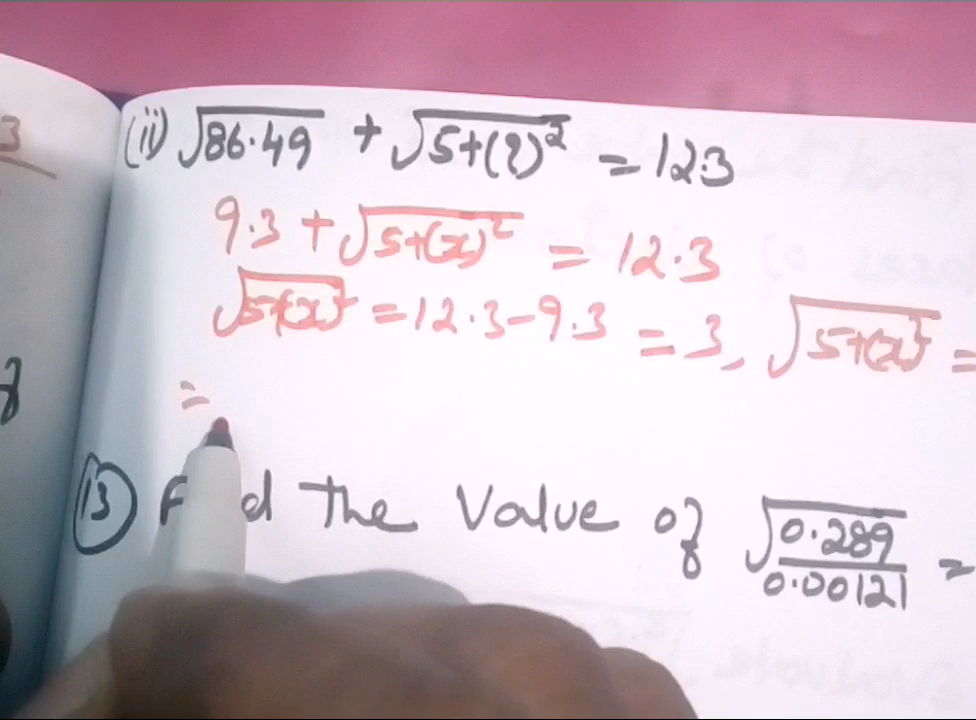 (ii) √86.49 + √5+(?)² = 12.3
9.3 + √5+(x)² = 12.3
√5+(x)² = 12.3-9.3 = 3, √5+(x)² =
=
(13) the Value of √0.289/0.00121 =